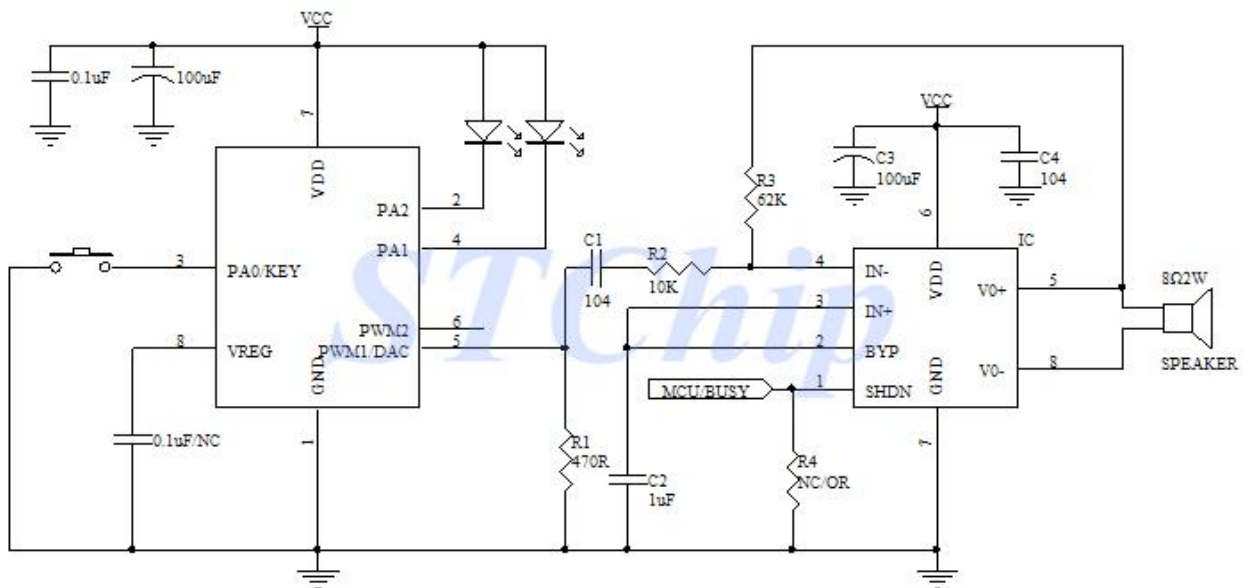 VCC
0.1uF
100uF
7
VDD
VCC
C3
100uF
C4
104
R3
62K
6
2
PA2
4
PA1
STChip
C1
104
R2
10K
IC
3
PA0/KEY
4
IN-
VDD
V0+
5
8Ω2W
3
IN+
PWM2
6
8
VREG
PWM1/DAC
5
2
BYP
GND
SPEAKER
V0-
8
GND
MCU/BUSY
1
SHDN
0.1uF/NC
1
R1
470R
C2
1uF
R4
NC/OR
7